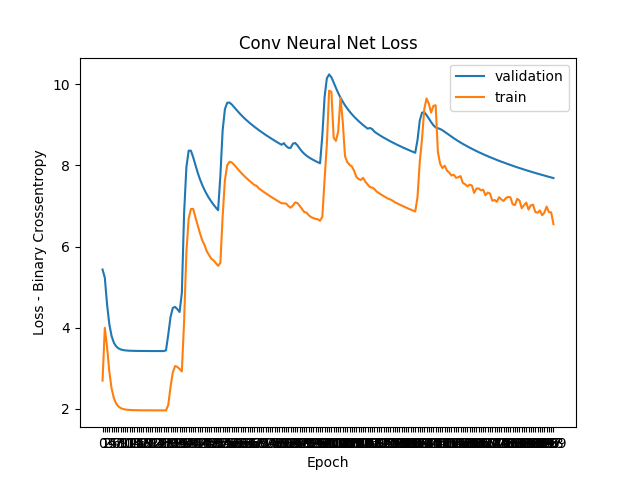 Conv Neural Net Loss
validation
train
10
8
6
4
2
Loss - Binary Crossentropy
Epoch